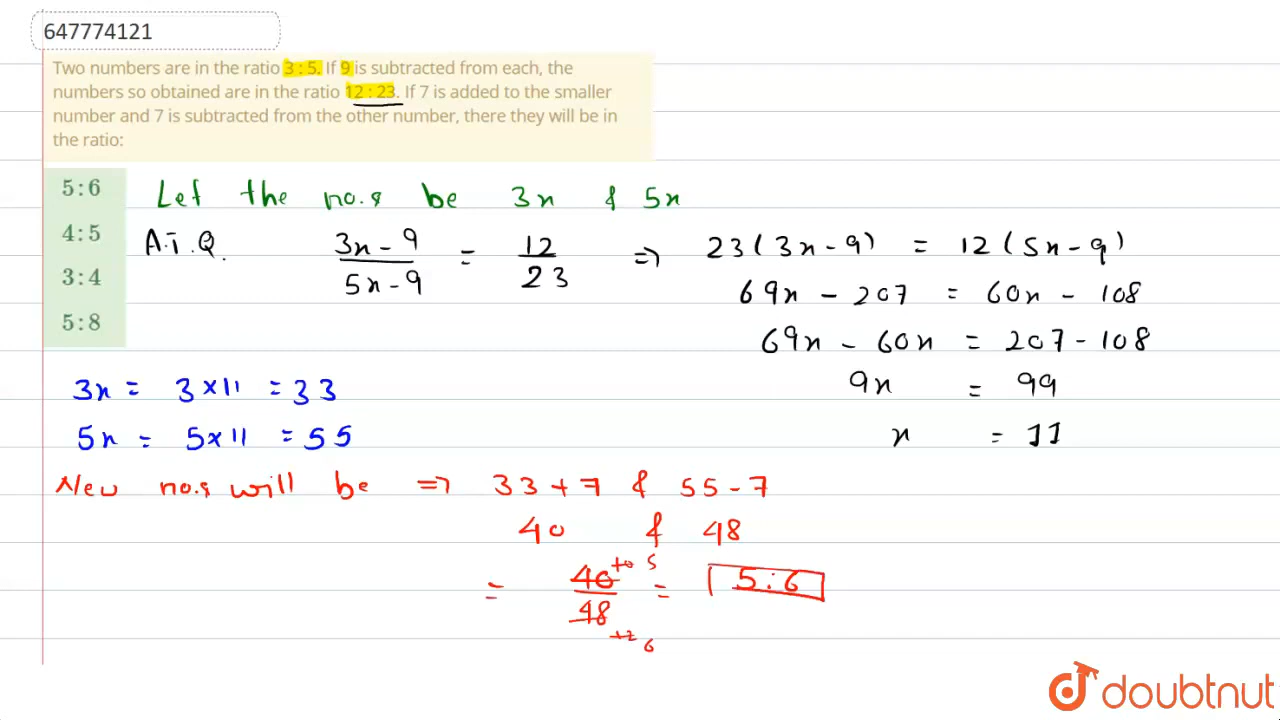 647774121
Two numbers are in the ratio 3 : 5. If 9 is subtracted from each, the
numbers so obtained are in the ratio 12 : 23. If 7 is added to the smaller
number and 7 is subtracted from the other number, there they will be in
the ratio:
5 : 6
4 : 5
3 : 4
5 : 8
Let the no.s be 3x & 5x
A.T.Q. 3x - 9 / 5x - 9 = 12 / 23 => 23(3x - 9) = 12(5x - 9)
69x - 207 = 60x - 108
69x - 60x = 207 - 108
9x = 99
x = 11
3x = 3 × 11 = 33
5x = 5 × 11 = 55
New no.s will be => 33 + 7 & 55 - 7
40 & 48
= 40 / 48 = 5 : 6
10 5
12 6
doubtnut